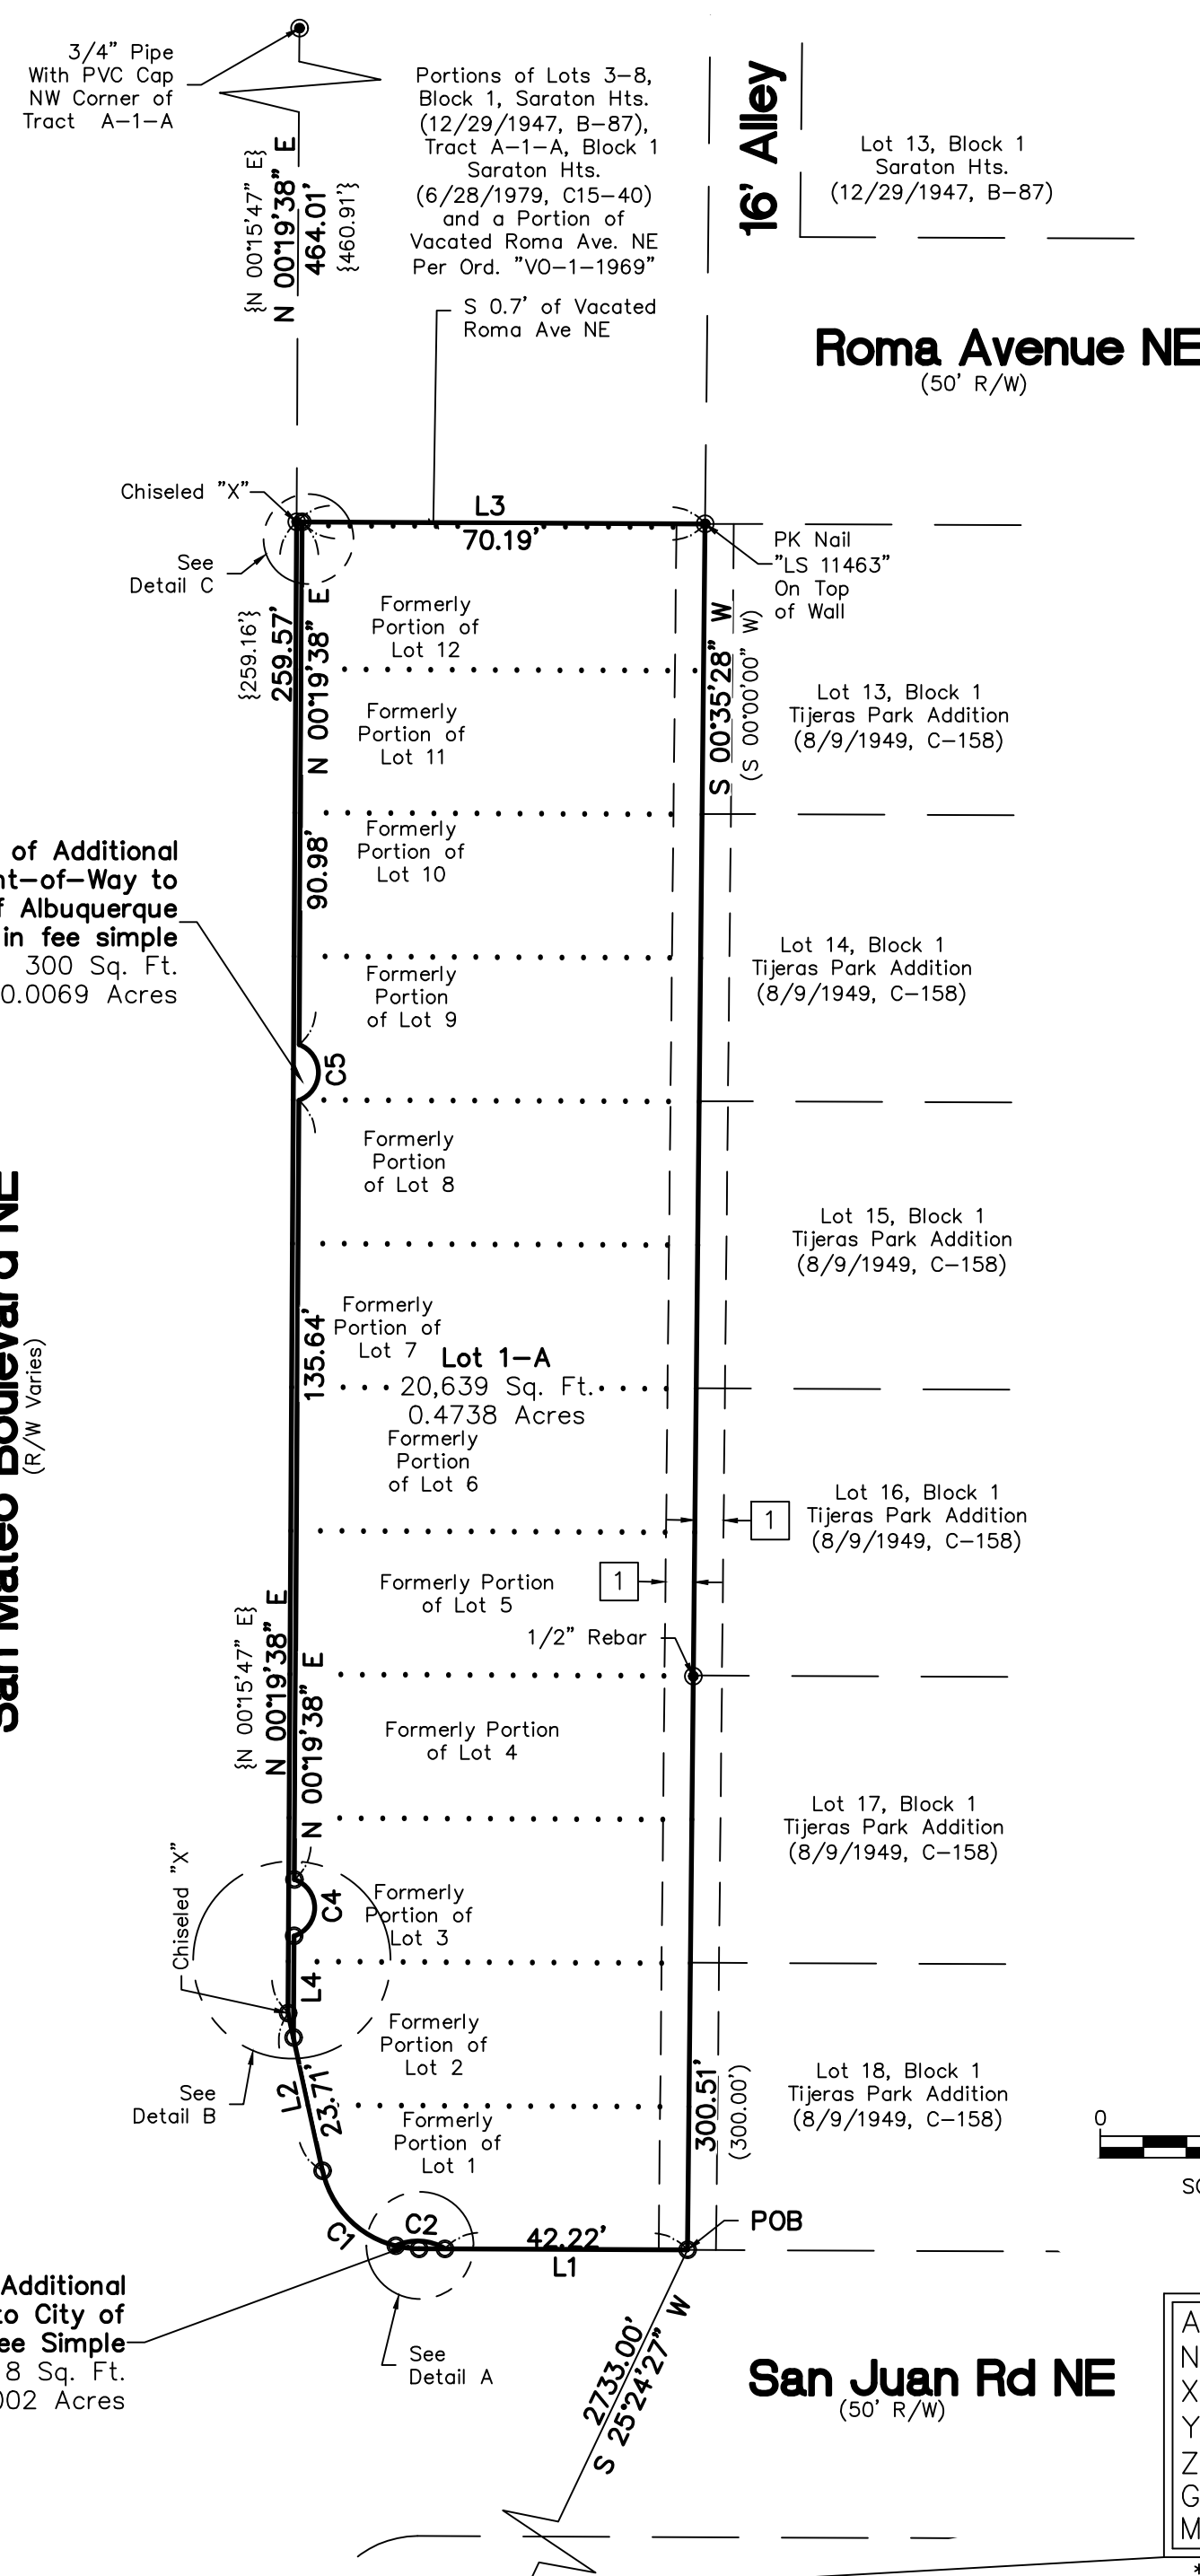 3/4" Pipe
With PVC Cap
NW Corner of
Tract A-1-A
{N 00°15'47" E}
N 00°19'38" E
464.01'
{460.91'}
Portions of Lots 3-8,
Block 1, Saraton Hts.
(12/29/1947, B-87),
Tract A-1-A, Block 1
Saraton Hts.
(6/28/1979, C15-40)
and a Portion of
Vacated Roma Ave. NE
Per Ord. "VO-1-1969"
S 0.7' of Vacated
Roma Ave NE
16' Alley
Lot 13, Block 1
Saraton Hts.
(12/29/1947, B-87)
Roma Avenue NE
(50' R/W)
Chiseled "X"
See
Detail C
L3
70.19'
PK Nail
"LS 11463"
On Top
of Wall
{259.16'}
259.57'
N 00°19'38" E
S 00°35'28" W
(S 00°00'00" W)
Formerly
Portion of
Lot 12
Formerly
Portion of
Lot 11
Lot 13, Block 1
Tijeras Park Addition
(8/9/1949, C-158)
90.98'
Formerly
Portion of
Lot 10
of Additional
ht-of-Way to
f Albuquerque
in fee simple
300 Sq. Ft.
0.0069 Acres
Formerly
Portion
of Lot 9
Lot 14, Block 1
Tijeras Park Addition
(8/9/1949, C-158)
C5
Formerly
Portion
of Lot 8
Lot 15, Block 1
Tijeras Park Addition
(8/9/1949, C-158)
San Mateo Boulevard NE
(R/W Varies)
135.64'
Formerly
Portion of
Lot 7
Lot 1-A
20,639 Sq. Ft.
0.4738 Acres
Formerly
Portion
of Lot 6
Lot 16, Block 1
Tijeras Park Addition
(8/9/1949, C-158)
1
1
Formerly Portion
of Lot 5
1/2" Rebar
{N 00°15'47" E}
N 00°19'38" E
N 00°19'38" E
Formerly Portion
of Lot 4
Lot 17, Block 1
Tijeras Park Addition
(8/9/1949, C-158)
Chiseled "X"
C4
Formerly
Portion of
Lot 3
L4
Formerly
Portion of
Lot 2
See
Detail B
L2
23.71'
Formerly
Portion of
Lot 1
300.51'
(300.00')
Lot 18, Block 1
Tijeras Park Addition
(8/9/1949, C-158)
0
SC
C1
C2
42.22'
L1
POB
Additional
to City of
ee Simple
8 Sq. Ft.
002 Acres
See
Detail A
2733.00'
S 25°24'27" W
San Juan Rd NE
(50' R/W)
A
N
X
Y
Z
G
M
*